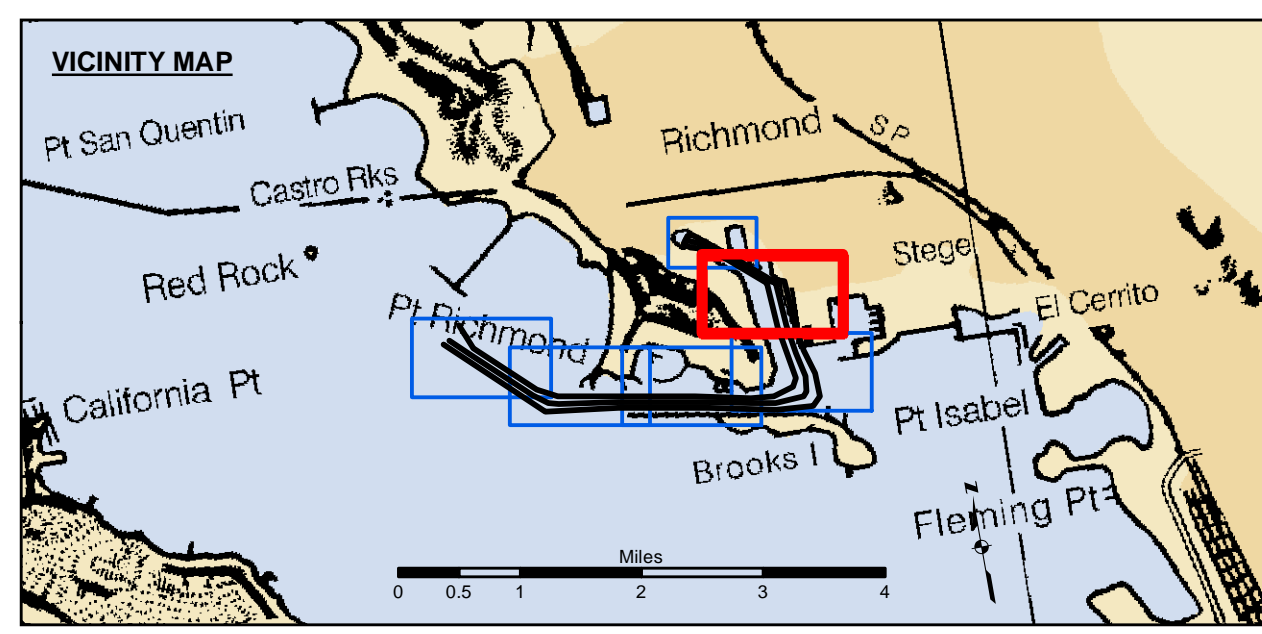 VICINITY MAP
Pt San Quentin
Richmond
S P
Castro Rks
Stege
Red Rock
El Cerrito
Pt Richmond
California Pt
Pt Isabel
Brooks I
N
Fleming Pt
Miles
0 0.5 1 2 3 4